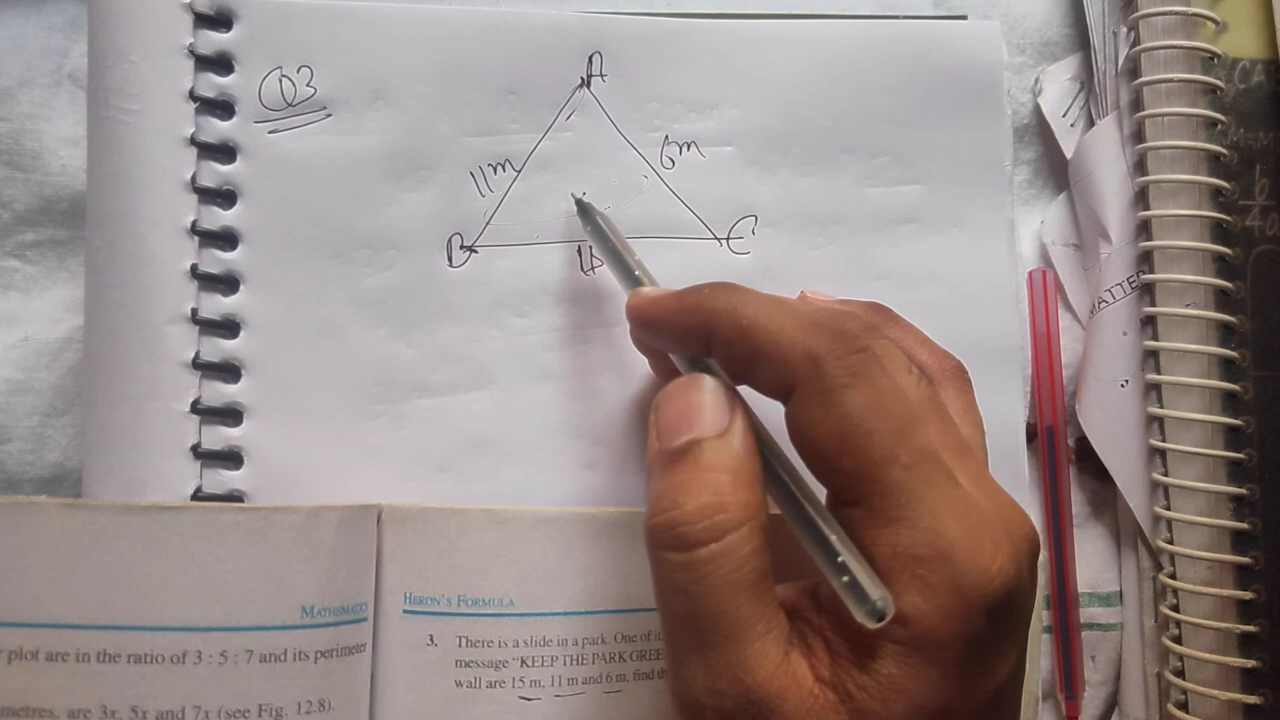 Q3
A
11m
6m
B
C
MATHEMATI
plot are in the ratio of 3 : 5 : 7 and its perimeter
metres, are 3x, 5x and 7x (see Fig. 12.8).
HERON'S FORMULA
3. There is a slide in a park. One of it
message "KEEP THE PARK GREE
wall are 15 m, 11 m and 6 m, find th
MATTER
CA